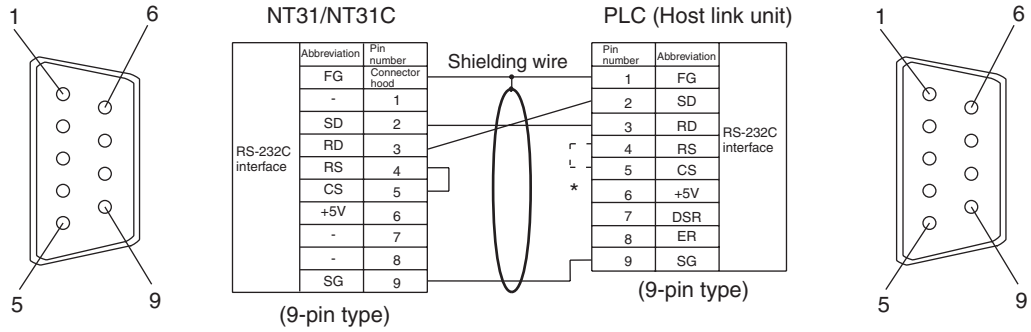 NT31/NT31C
PLC (Host link unit)
1
6
5
9
Abbreviation Pin number
FG Connector hood
- 1
SD 2
RD 3
RS 4
CS 5
+5V 6
- 7
- 8
SG 9
RS-232C interface
(9-pin type)
Shielding wire
*
Pin number Abbreviation
1 FG
2 SD
3 RD
4 RS
5 CS
6 +5V
7 DSR
8 ER
9 SG
RS-232C interface
(9-pin type)
1
6
5
9